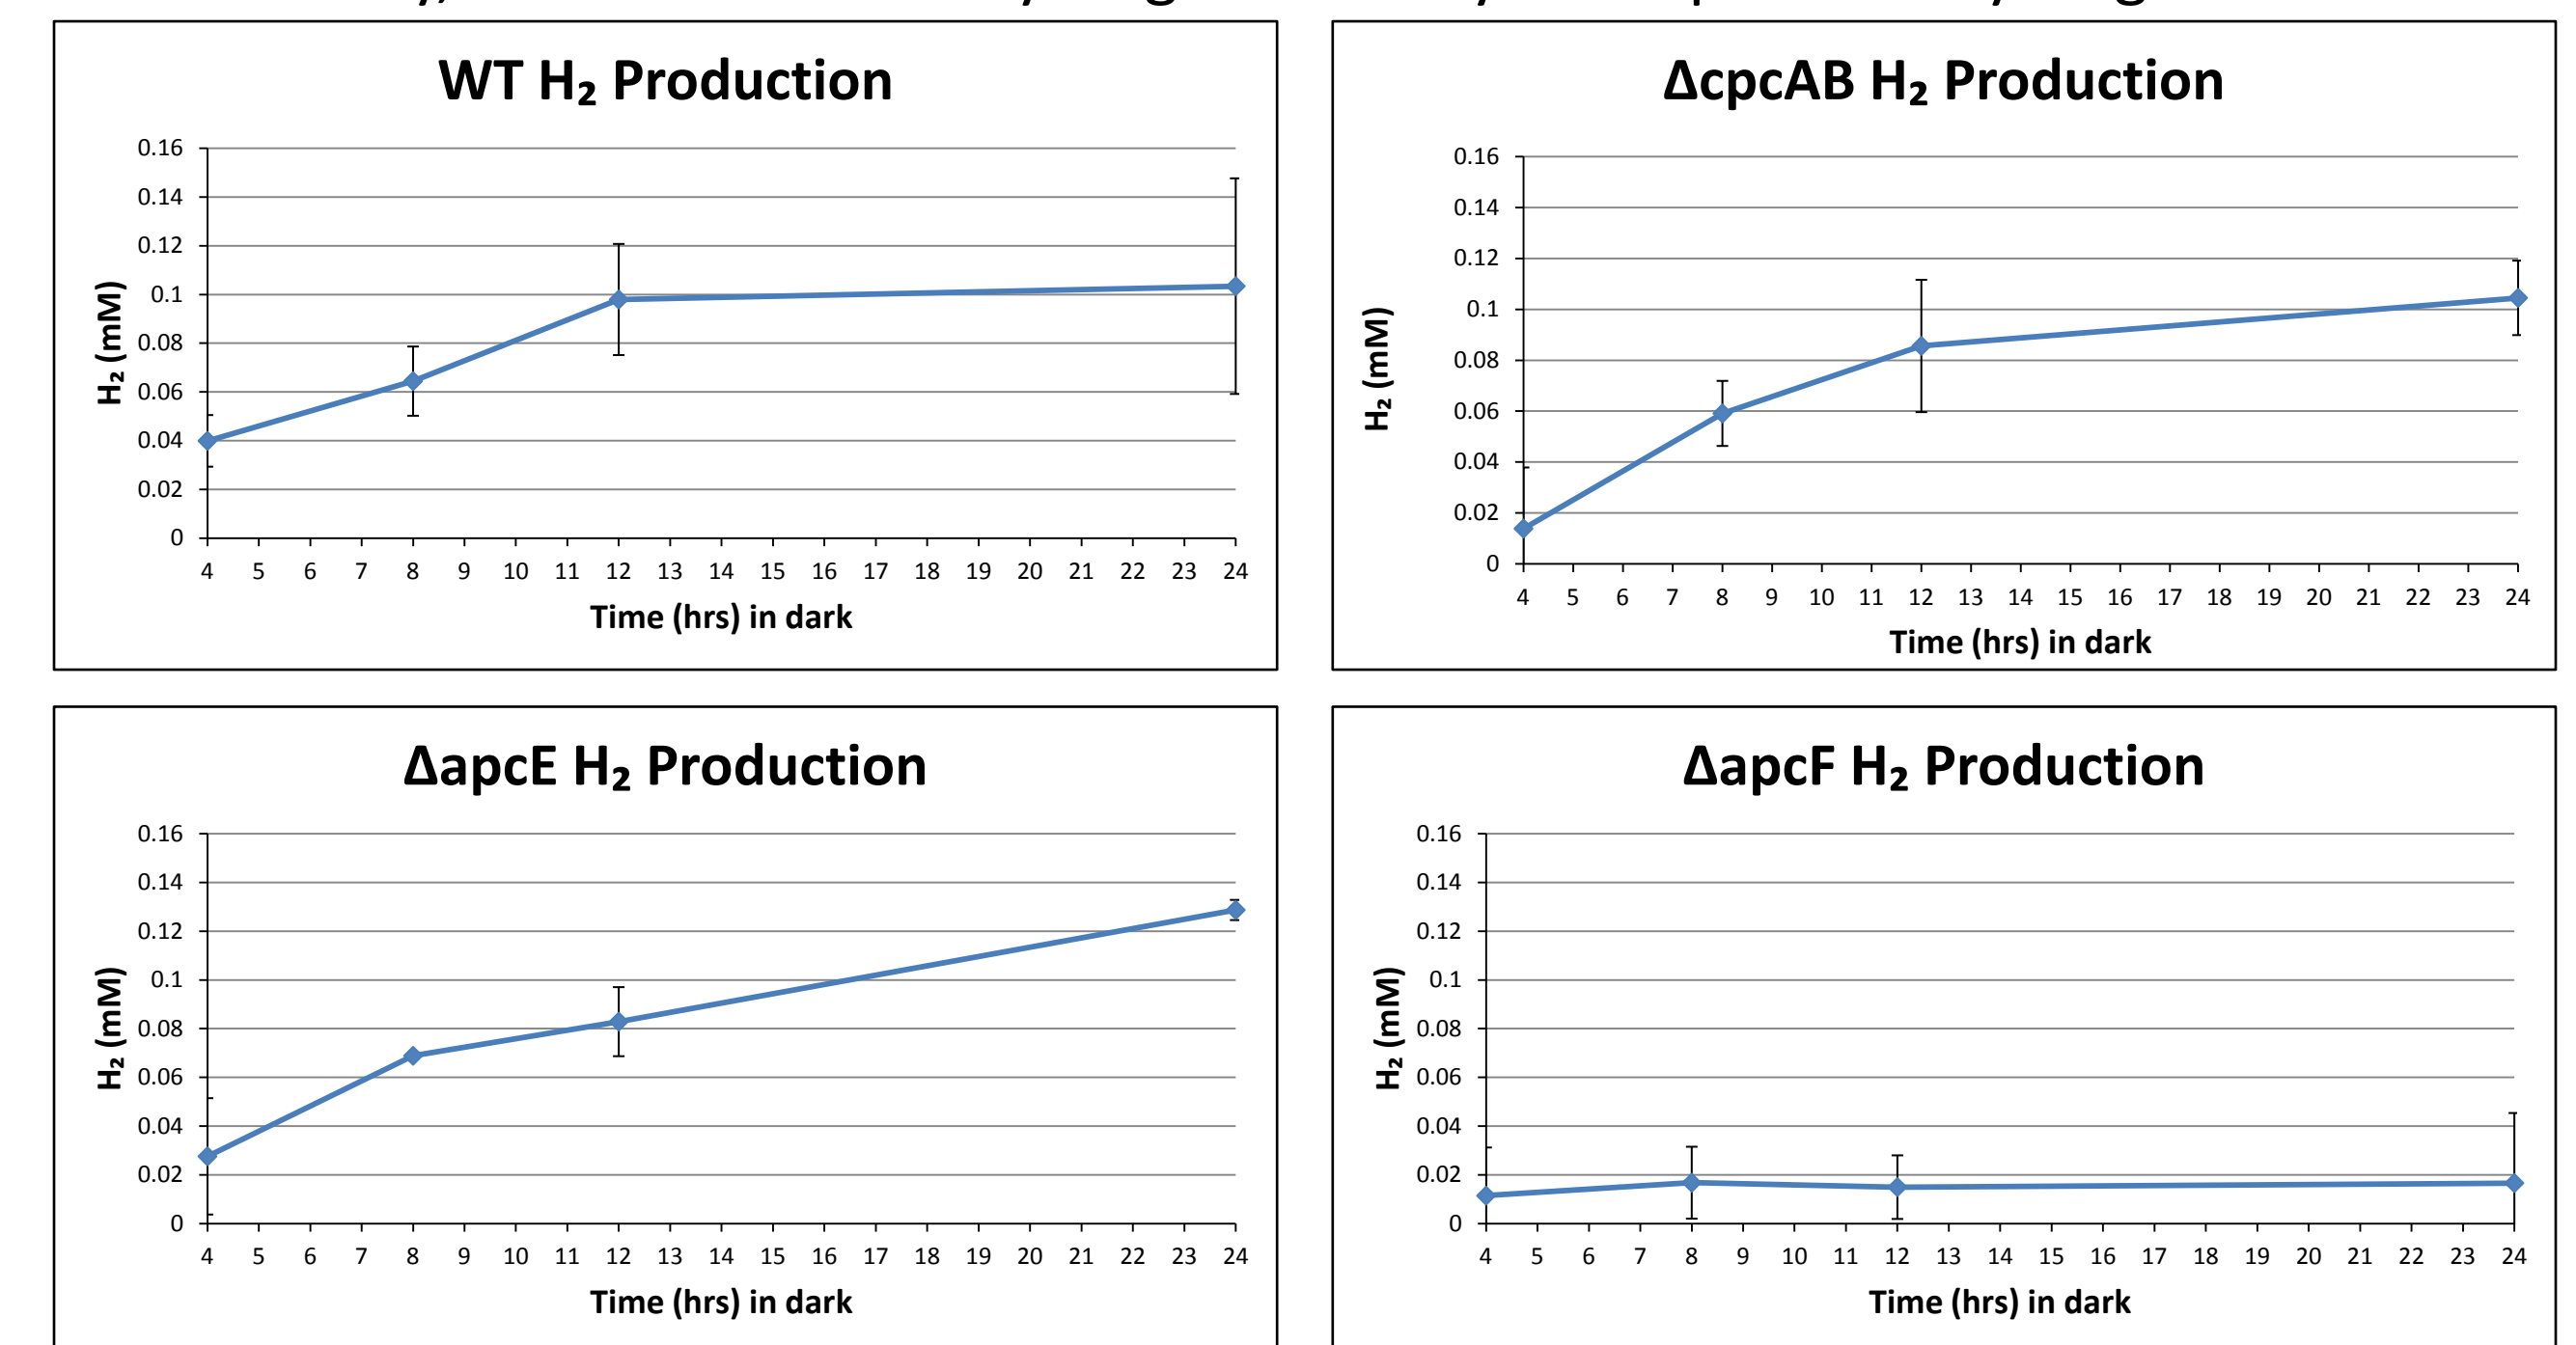 WT H₂ Production
0.16
0.14
0.12
0.1
0.08
0.06
0.04
0.02
0
H₂ (mM)
4 5 6 7 8 9 10 11 12 13 14 15 16 17 18 19 20 21 22 23 24
Time (hrs) in dark
ΔcpcAB H₂ Production
0.16
0.14
0.12
0.1
0.08
0.06
0.04
0.02
0
H₂ (mM)
4 5 6 7 8 9 10 11 12 13 14 15 16 17 18 19 20 21 22 23 24
Time (hrs) in dark
ΔapcE H₂ Production
0.16
0.14
0.12
0.1
0.08
0.06
0.04
0.02
0
H₂ (mM)
4 5 6 7 8 9 10 11 12 13 14 15 16 17 18 19 20 21 22 23 24
Time (hrs) in dark
ΔapcF H₂ Production
0.16
0.14
0.12
0.1
0.08
0.06
0.04
0.02
0
H₂ (mM)
4 5 6 7 8 9 10 11 12 13 14 15 16 17 18 19 20 21 22 23 24
Time (hrs) in dark